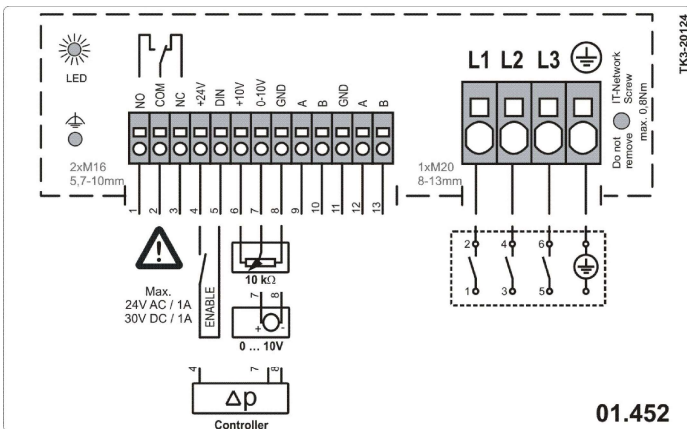 LED
NO
COM
NC
+24V
DIN
+10V
0-10V
GND
A
B
GND
A
B
L1 L2 L3
IT-Network
Screw
Do not
remove
max. 0,8Nm
TK3-20124
2xM16
5,7-10mm
1xM20
8-13mm
1
2
3
4
5
6
7
8
9
10
11
12
13
!
Max.
24V AC / 1A
30V DC / 1A
ENABLE
10 kΩ
7 8
+ -
0 ... 10V
4 7 8
Δp
Controller
2 4 6
1 3 5
01.452